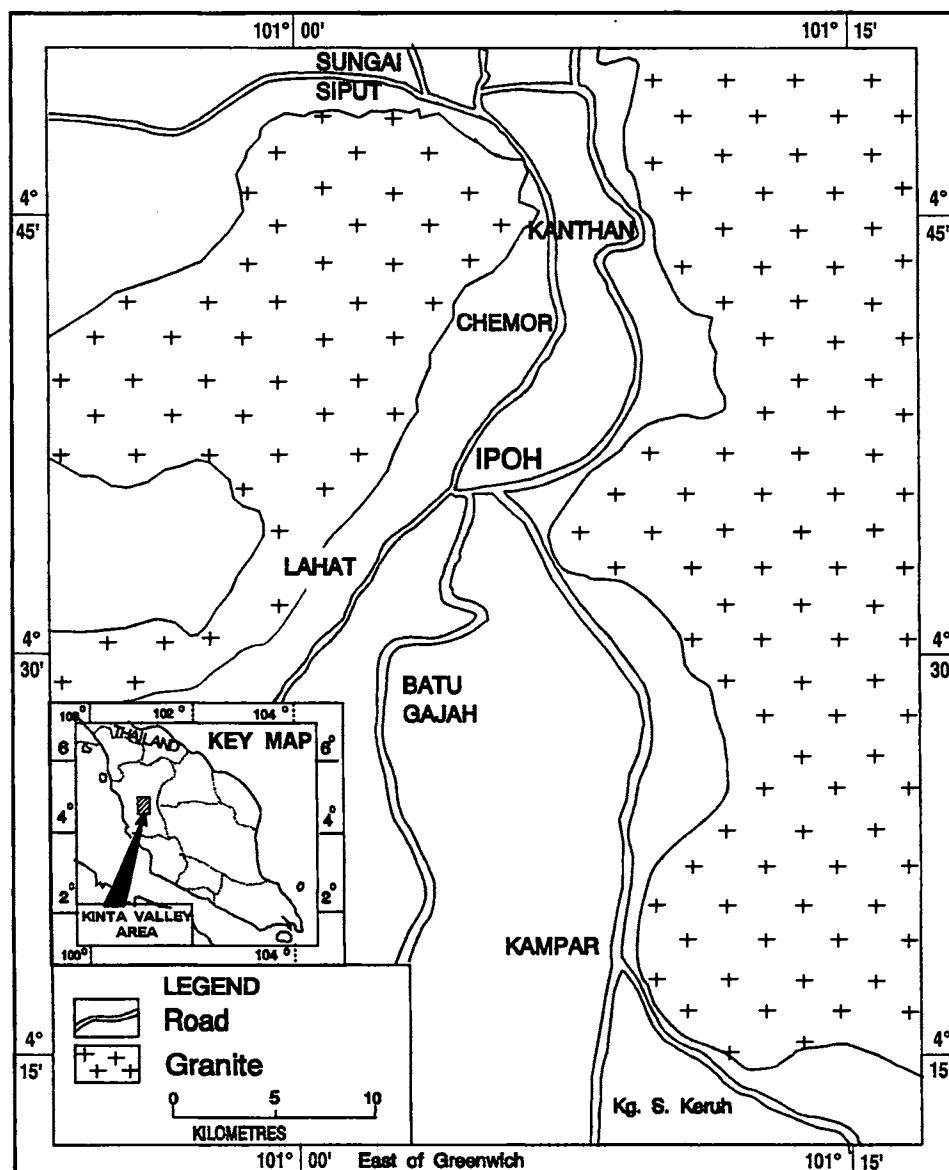 101° 00'
101° 15'
SUNGAI
SIPUT
4°
45'
4°
45'
KANTHAN
CHEMOR
IPOH
LAHAT
4°
30'
4°
30'
BATU
GAJAH
102
104°
THAILAND
KEY MAP
6
6°
4°
4°
2°
2°
KINTA VALLEY
AREA
100°
104°
KAMPAR
LEGEND
Road
Granite
4°
15'
4°
15'
0 5 10
KILOMETRES
Kg. S. Keruh
101° 00'
East of Greenwich
101° 15'